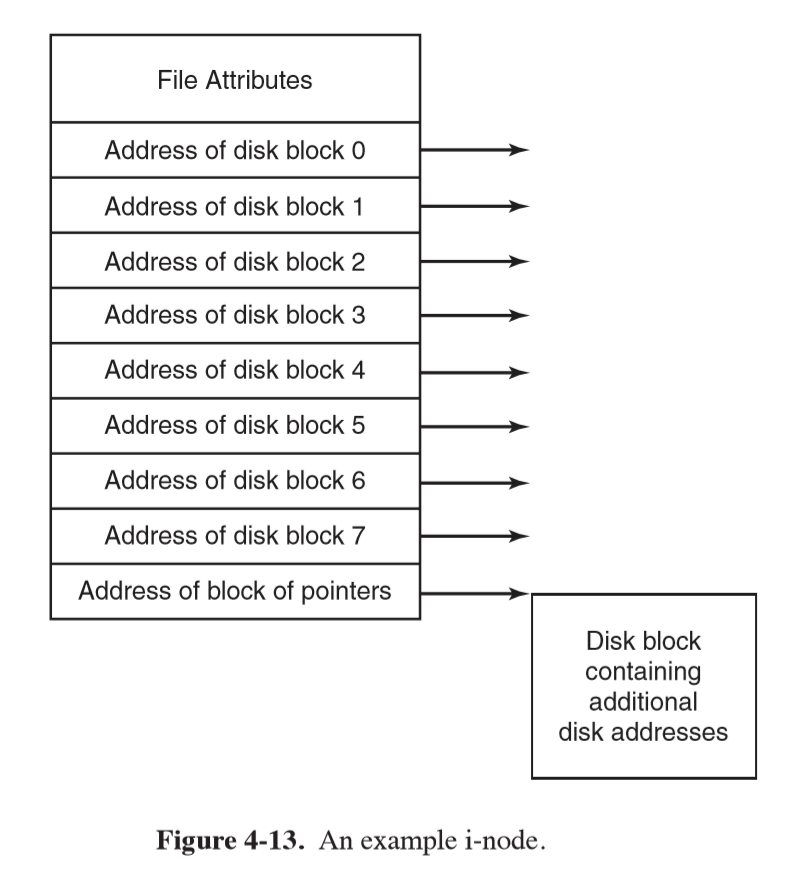 File Attributes
Address of disk block 0
Address of disk block 1
Address of disk block 2
Address of disk block 3
Address of disk block 4
Address of disk block 5
Address of disk block 6
Address of disk block 7
Address of block of pointers
Disk block
containing
additional
disk addresses
Figure 4-13. An example i-node.